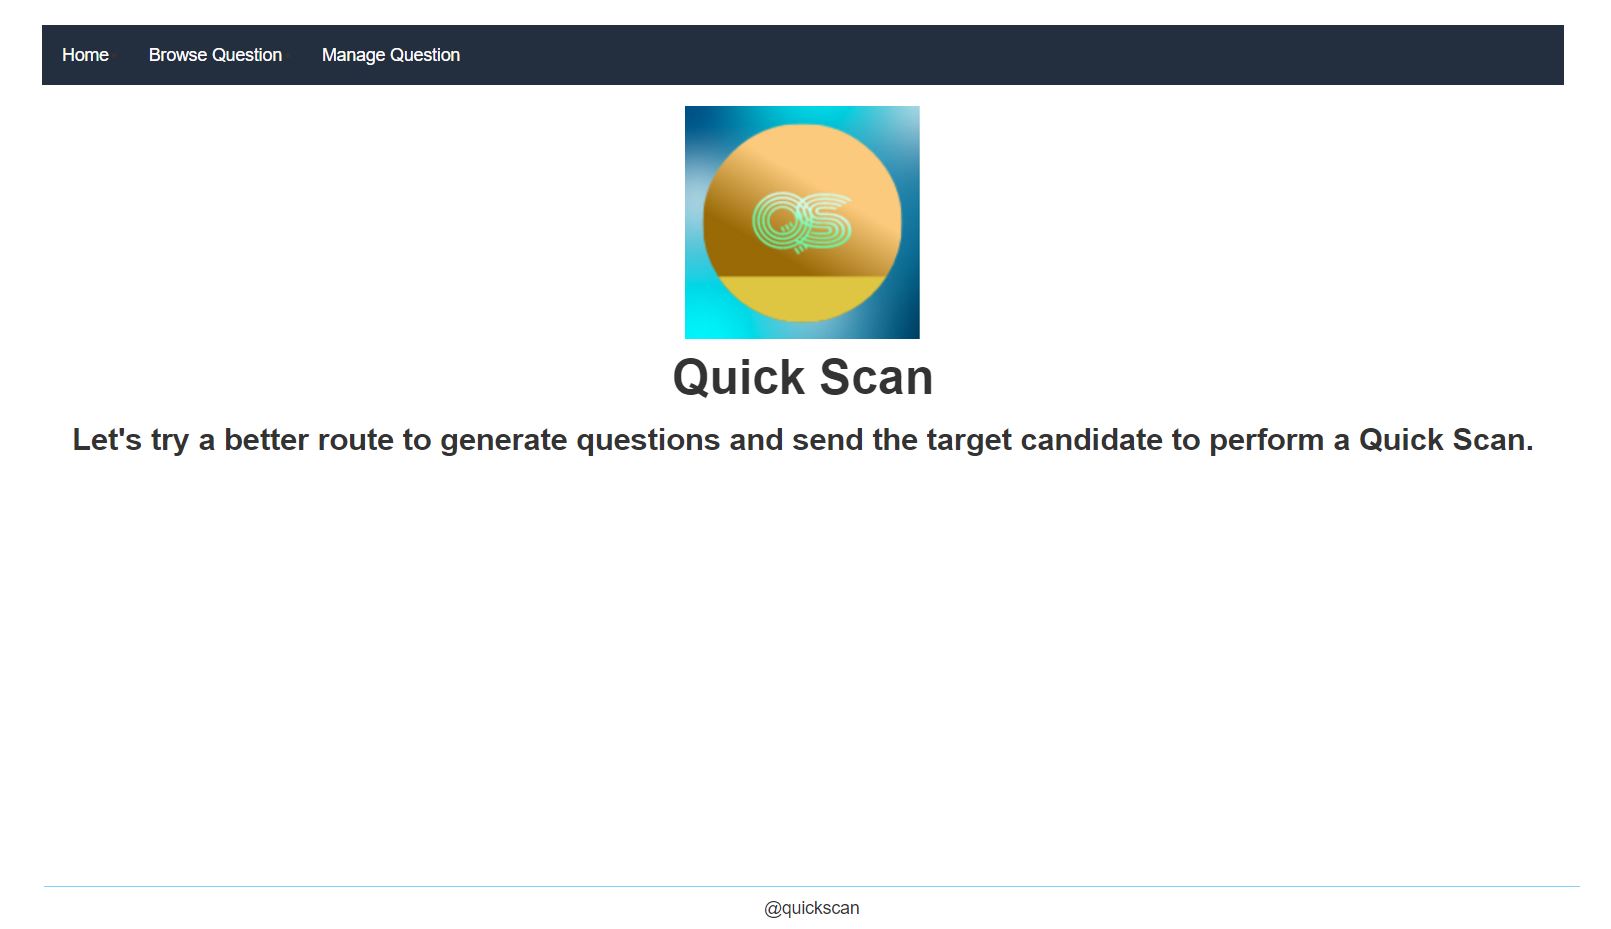 Home Browse Question Manage Question
QS
Quick Scan
Let's try a better route to generate questions and send the target candidate to perform a Quick Scan.
@quickscan